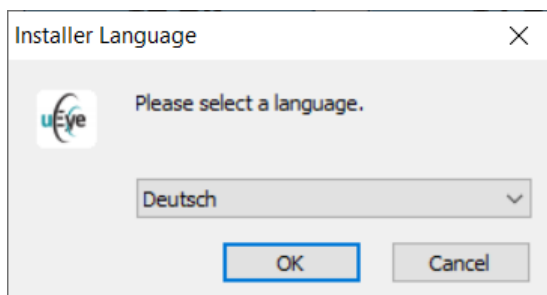 Installer Language
uEye
Please select a language.
Deutsch
OK
Cancel